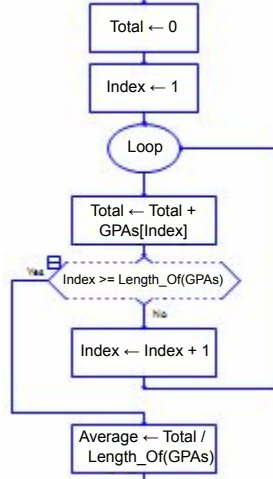 Total ← 0
Index ← 1
Loop
Total ← Total +
GPAs[Index]
Yes
Index >= Length_Of(GPAs)
No
Index ← Index + 1
Average ← Total /
Length_Of(GPAs)